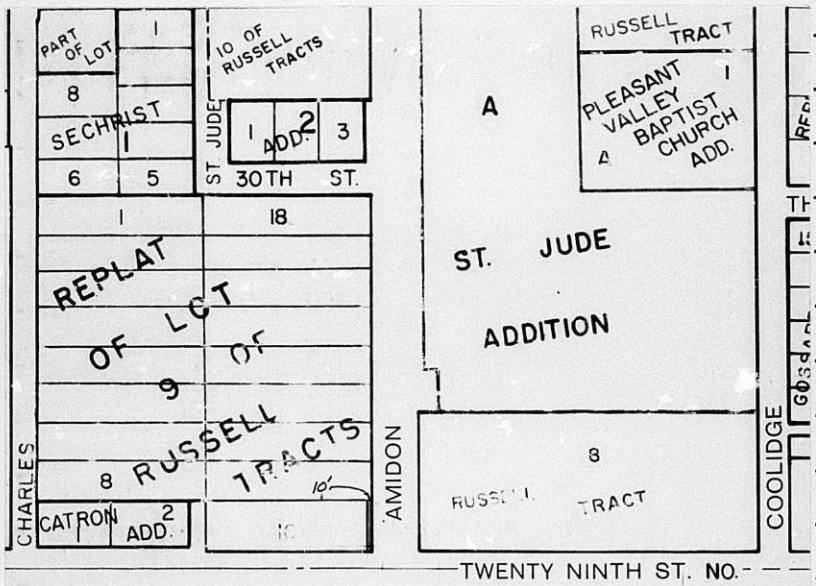 PART
OF LOT
1
8
SECHRIST
1
6
5
ST. JUDE
10 OF
RUSSELL
TRACTS
1
ADD.
2
3
30TH ST.
1
18
REPLAT
OF LOT
9 OF
RUSSELL
TRACTS
8
10'
CATRON
1
2
ADD.
10
CHARLES
AMIDON
A
RUSSELL
TRACT
PLEASANT
VALLEY
BAPTIST
CHURCH
ADD.
1
A
ST. JUDE
ADDITION
8
RUSSELL TRACT
COOLIDGE
TWENTY NINTH ST. NO.